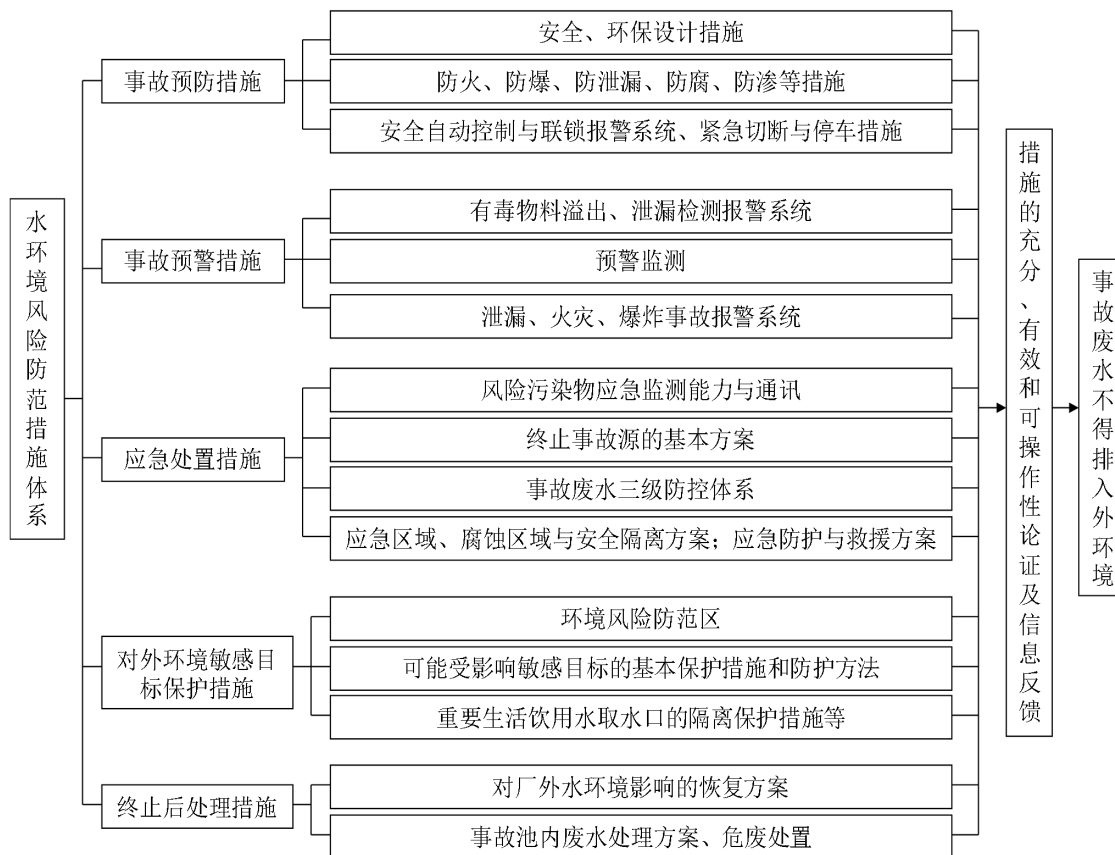 水环境风险防范措施体系
事故预防措施
安全、环保设计措施
防火、防爆、防泄漏、防腐、防渗等措施
安全自动控制与联锁报警系统、紧急切断与停车措施
事故预警措施
有毒物料溢出、泄漏检测报警系统
预警监测
泄漏、火灾、爆炸事故报警系统
应急处置措施
风险污染物应急监测能力与通讯
终止事故源的基本方案
事故废水三级防控体系
应急区域、腐蚀区域与安全隔离方案；应急防护与救援方案
对外环境敏感目
标保护措施
环境风险防范区
可能受影响敏感目标的基本保护措施和防护方法
重要生活饮用水取水口的隔离保护措施等
终止后处理措施
对厂外水环境影响的恢复方案
事故池内废水处理方案、危废处置
措施的充分、有效和可操作性论证及信息反馈
事故废水不得排入外环境